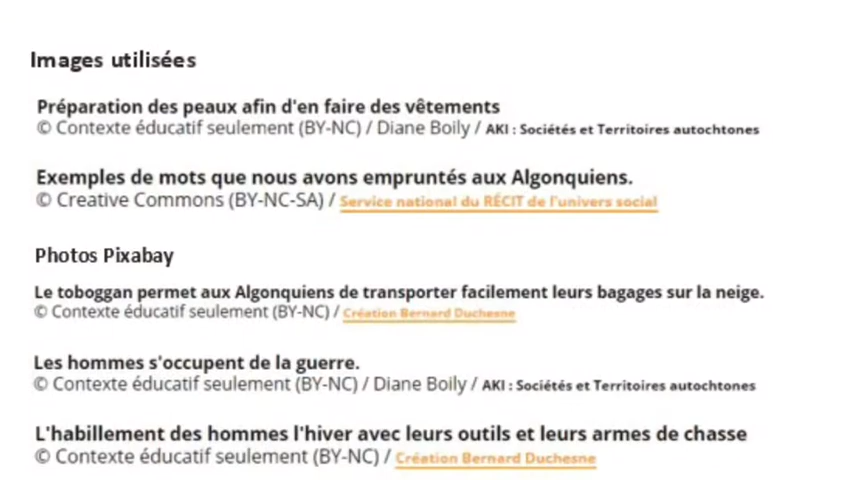 Images utilisées
Préparation des peaux afin d'en faire des vêtements
© Contexte éducatif seulement (BY-NC) / Diane Boily / AKI : Sociétés et Territoires autochtones
Exemples de mots que nous avons empruntés aux Algonquiens.
© Creative Commons (BY-NC-SA) / Service national du RÉCIT de l'univers social
Photos Pixabay
Le toboggan permet aux Algonquiens de transporter facilement leurs bagages sur la neige.
© Contexte éducatif seulement (BY-NC) / Création Bernard Duchesne
Les hommes s'occupent de la guerre.
© Contexte éducatif seulement (BY-NC) / Diane Boily / AKI : Sociétés et Territoires autochtones
L'habillement des hommes l'hiver avec leurs outils et leurs armes de chasse
© Contexte éducatif seulement (BY-NC) / Création Bernard Duchesne